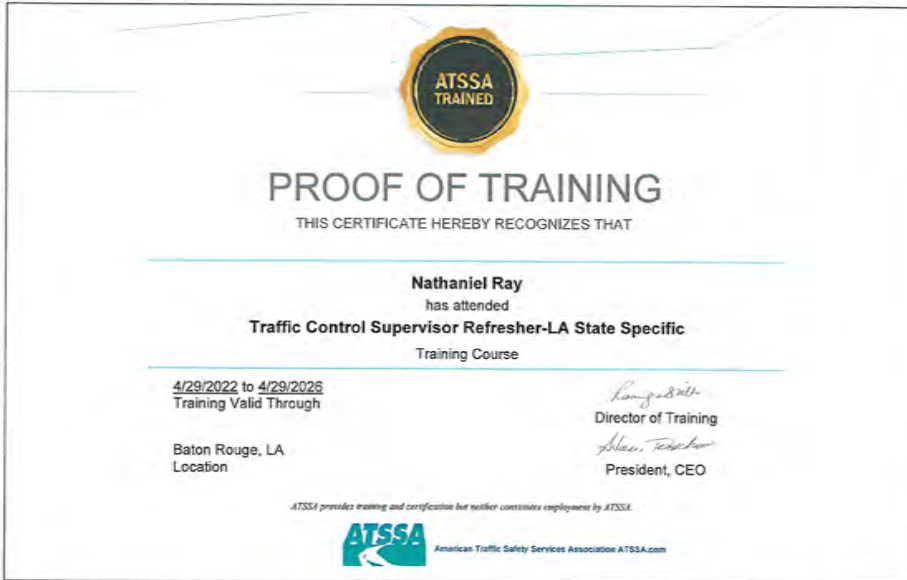 ATSSA
TRAINED
PROOF OF TRAINING
THIS CERTIFICATE HEREBY RECOGNIZES THAT
Nathaniel Ray
has attended
Traffic Control Supervisor Refresher-LA State Specific
Training Course
4/29/2022 to 4/29/2026
Training Valid Through
Director of Training
Baton Rouge, LA
Location
President, CEO
ATSSA provides training and certification but neither constitutes employment by ATSSA.
ATSSA
American Traffic Safety Services Association ATSSA.com